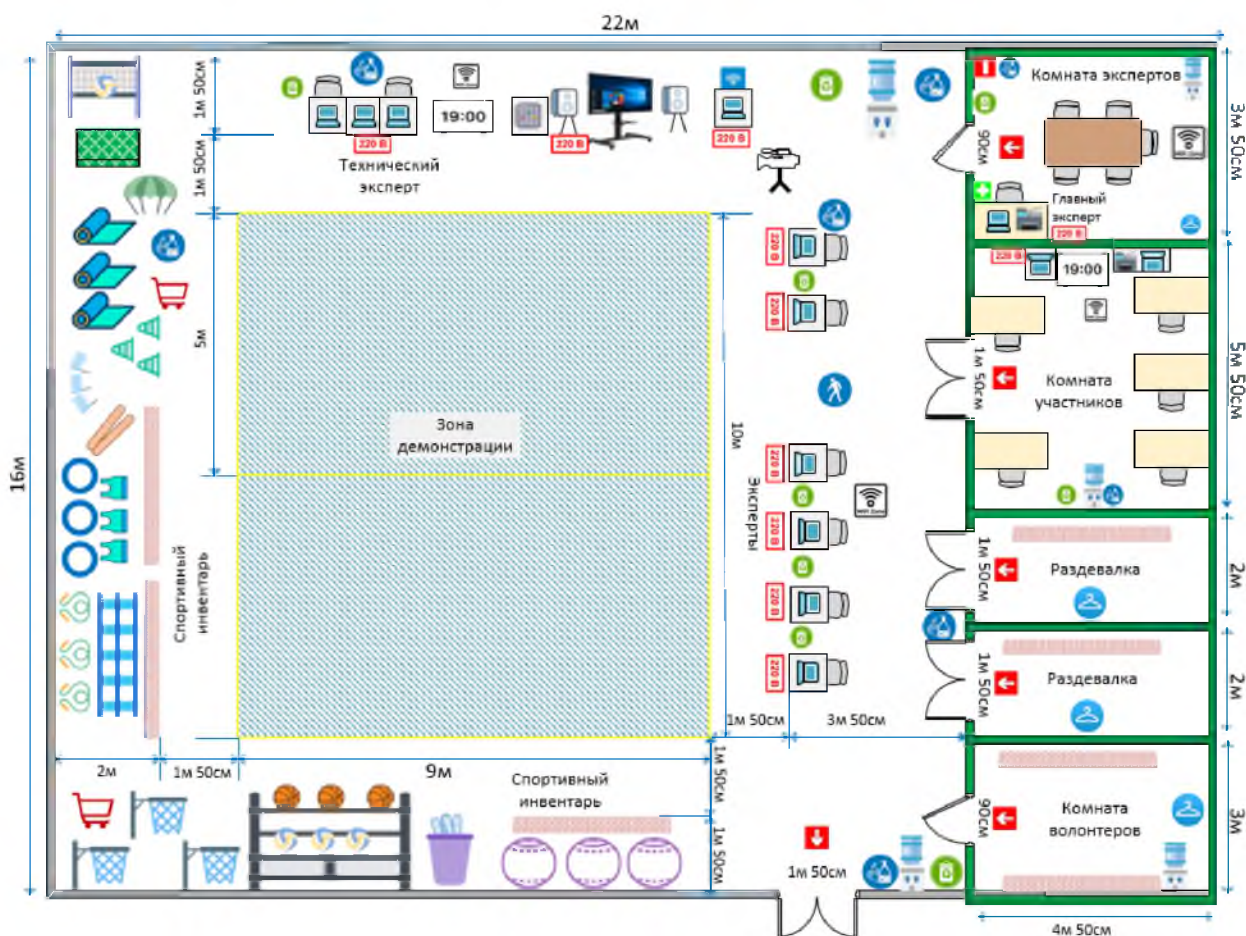 22м
16м
1м 50см
1м 50см
5м
19:00
220 В
220 В
220 В
Технический
эксперт
Комната экспертов
90см
Главный
эксперт
220 В
3м 50см
220 В
19:00
220 В
220 В
1м 50см
Комната
участников
5м 50см
Зона
демонстрации
10м
Эксперты
220 В
220 В
220 В
220 В
Спортивный
инвентарь
1м 50см
Раздевалка
2м
1м 50см
Раздевалка
2м
1м 50см
3м 50см
2м
1м 50см
9м
1м 50см
1м 50см
Спортивный
инвентарь
1м 50см
90см
Комната
волонтеров
3м
4м 50см